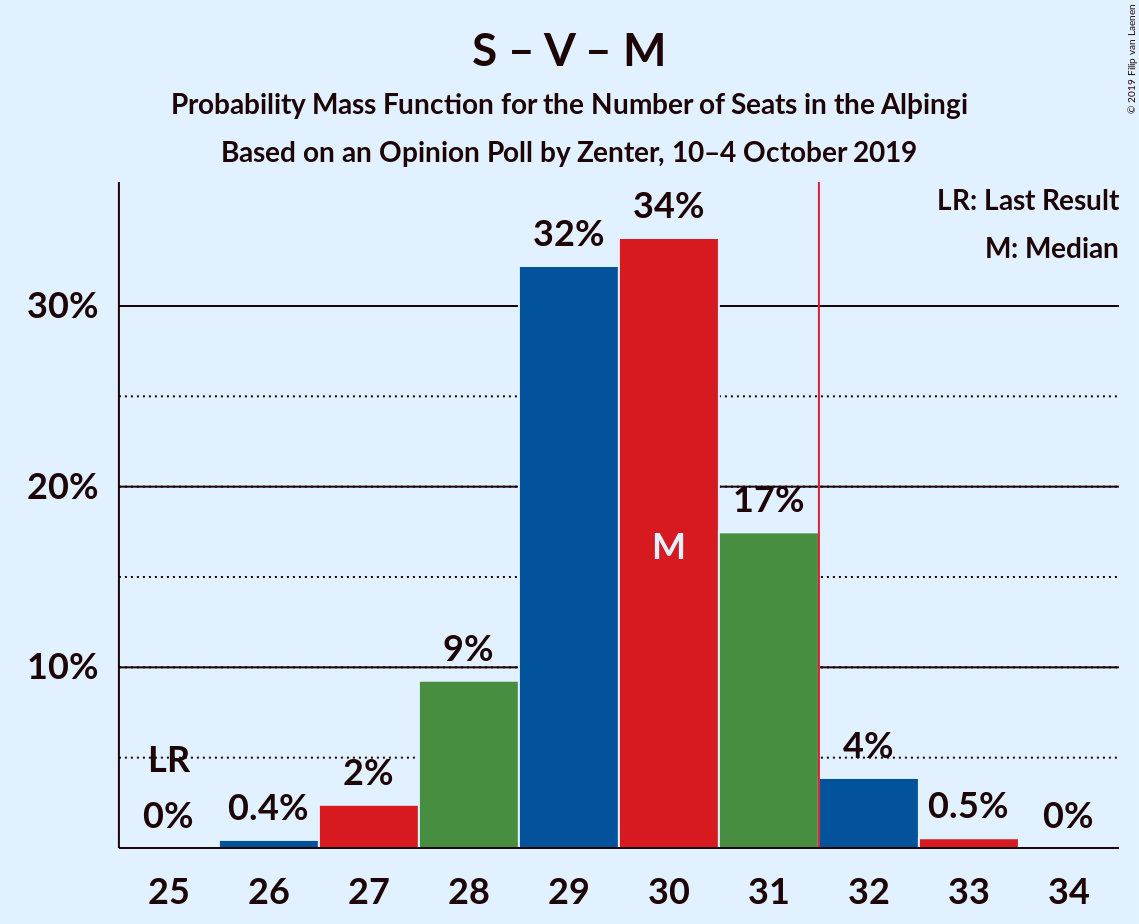 S – V – M
Probability Mass Function for the Number of Seats in the Alþingi
Based on an Opinion Poll by Zenter, 10–4 October 2019
© 2019 Filip van Laenen
LR: Last Result
M: Median
30%
20%
10%
LR
0%
0.4%
2%
9%
32%
34%
M
17%
4%
0.5%
0%
25 26 27 28 29 30 31 32 33 34